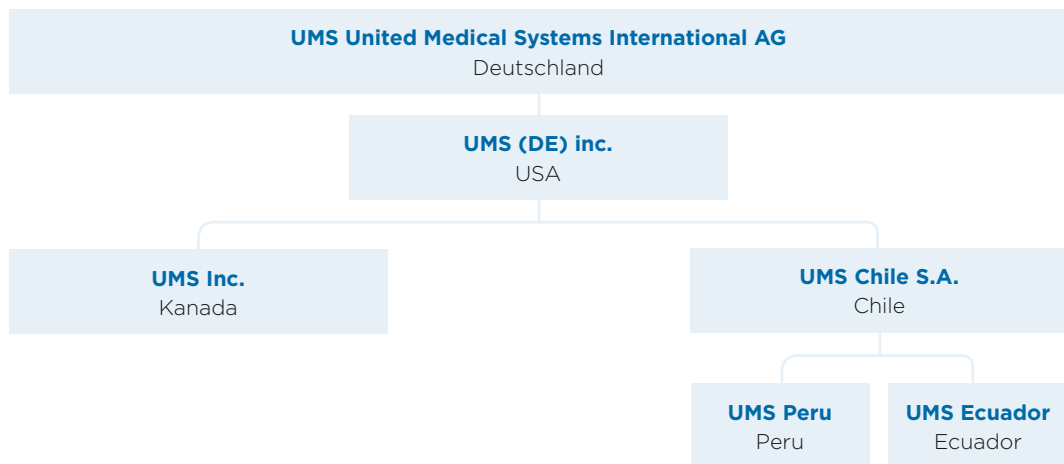 UMS United Medical Systems International AG
Deutschland
UMS (DE) inc.
USA
UMS Inc.
Kanada
UMS Chile S.A.
Chile
UMS Peru
Peru
UMS Ecuador
Ecuador